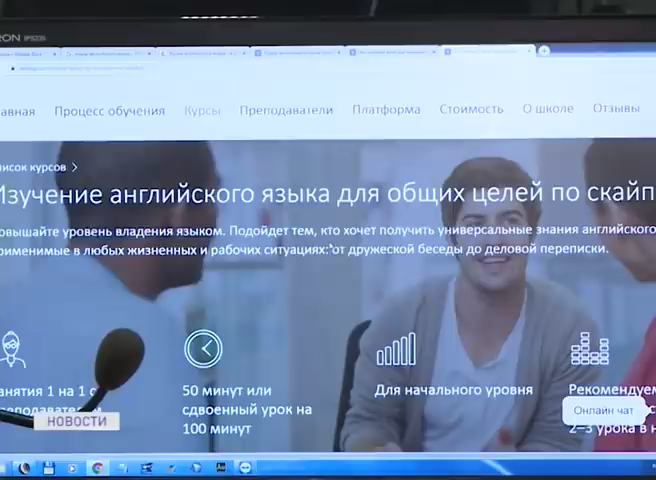 RON IPS235
авная Процесс обучения Курсы Преподаватели Платформа Стоимость О школе Отзывы
исок курсов
Изучение английского языка для общих целей по скайп
овышайте уровень владения языком. Подойдет тем, кто хочет получить универсальные знания английского
рименимые в любых жизненных и рабочих ситуациях: от дружеской беседы до деловой переписки.
анятия 1 на 1 с
реподавателем
50 минут или
сдвоенный урок на
100 минут
Для начального уровня
Рекомендуем
2–3 урока в н
Онлайн чат
НОВОСТИ